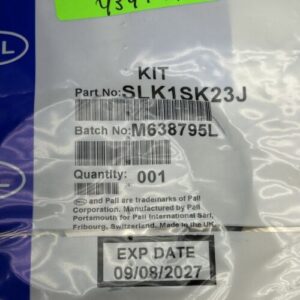 KIT
Part No:SLK1SK23J
Batch No:M638795L
Quantity: 001
and Pall are trademarks of Pall
Corporation. Manufactured by Pall
Portsmouth for Pall International Sarl,
Fribourg, Switzerland. Made in the UK.
EXP DATE
09/08/2027